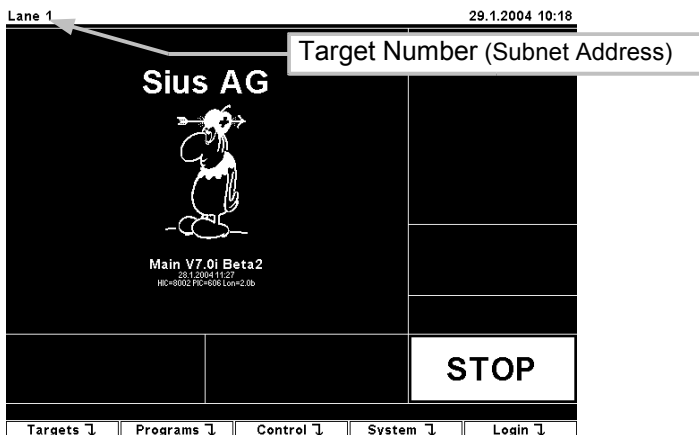 Lane 1 29.1.2004 10:18
Target Number (Subnet Address)
Sius AG
Main V7.0i Beta2
28.1.2004 11:27
HIC=8002 PIC=606 Lon=2.0b
STOP
Targets Programs Control System Login